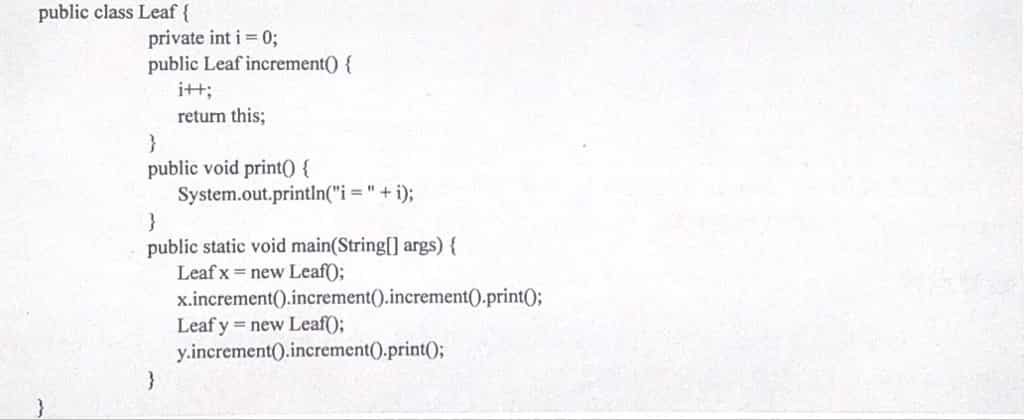 public class Leaf {
private int i = 0;
public Leaf increment() {
i++;
return this;
}
public void print() {
System.out.println("i = " + i);
}
public static void main(String[] args) {
Leaf x = new Leaf();
x.increment().increment().increment().print();
Leaf y = new Leaf();
y.increment().increment().print();
}
}